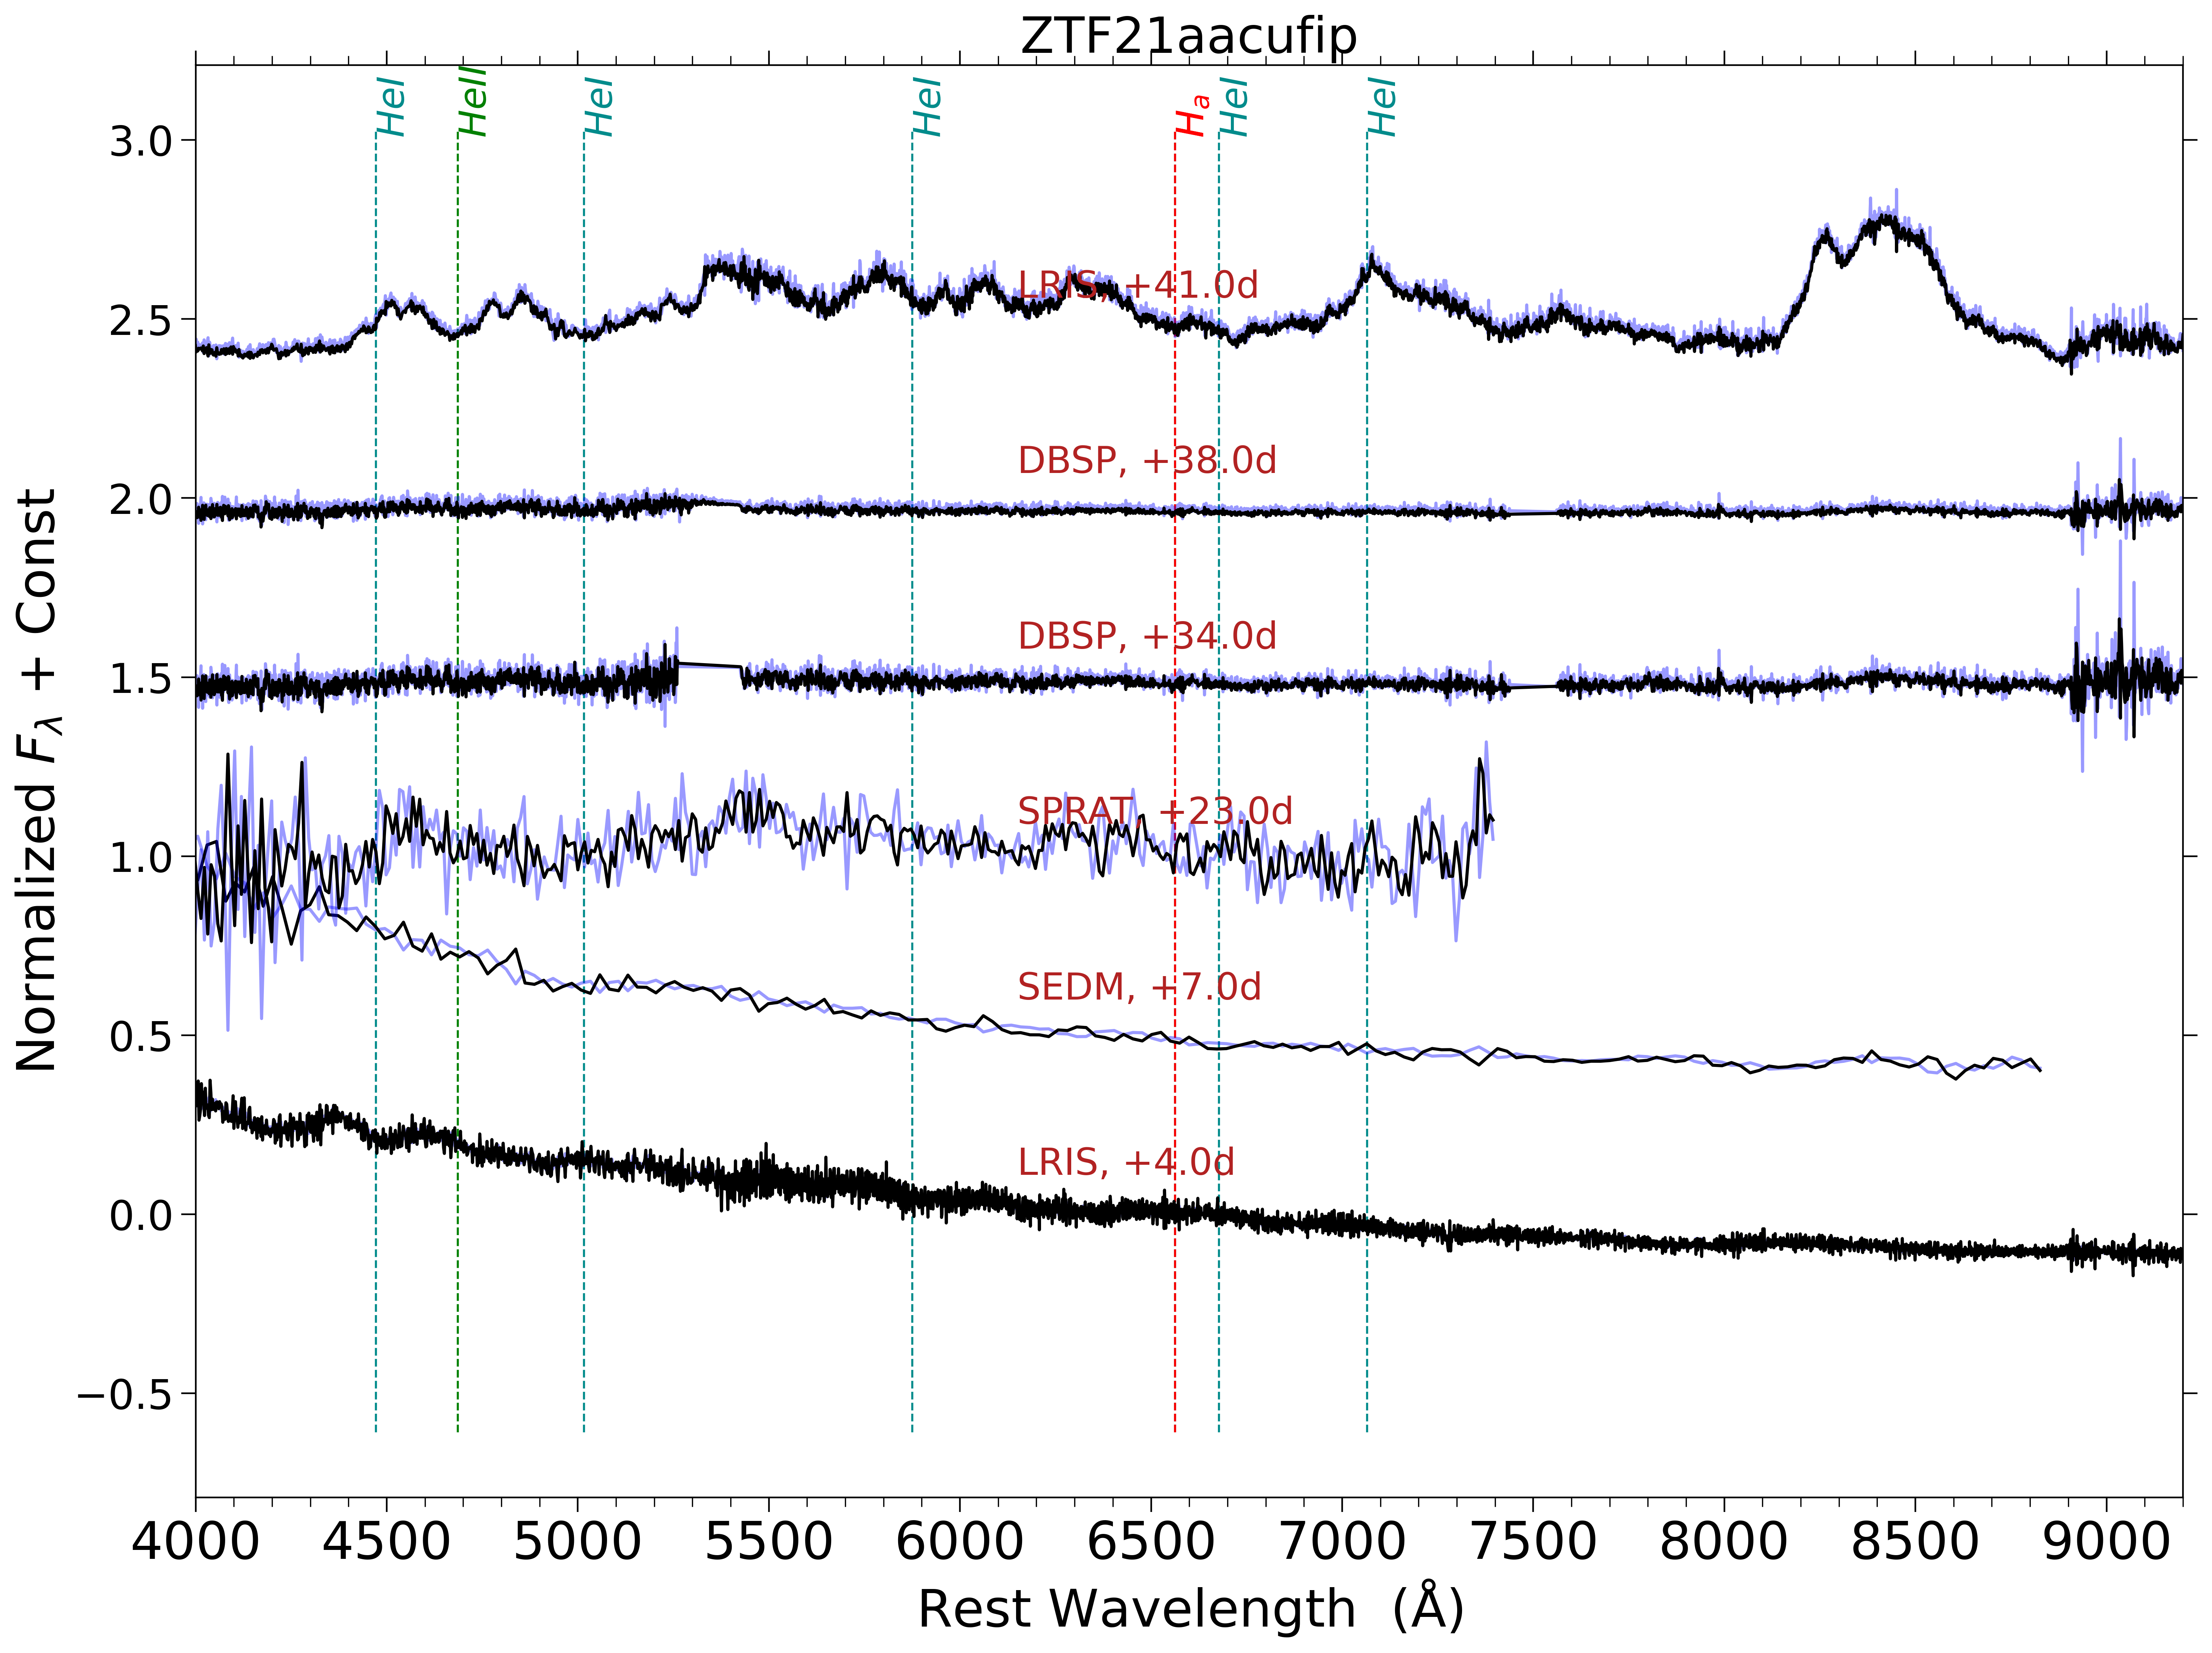 ZTF21aacufip
HeI
HeII
HeI
HeI
Ha
HeI
HeI
3.0
2.5
2.0
1.5
1.0
0.5
0.0
−0.5
Normalized Fλ + Const
LRIS, +41.0d
DBSP, +38.0d
DBSP, +34.0d
SPRAT, +23.0d
SEDM, +7.0d
LRIS, +4.0d
4000 4500 5000 5500 6000 6500 7000 7500 8000 8500 9000
Rest Wavelength (Å)